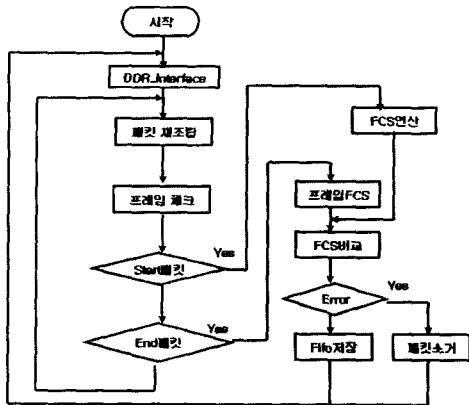 시작
DDR_Interface
패킷 재조합
프레임 체크
Start패킷
Yes
End패킷
Yes
FCS연산
프레임FCS
FCS비교
Error
Yes
Fifo저장
패킷소거